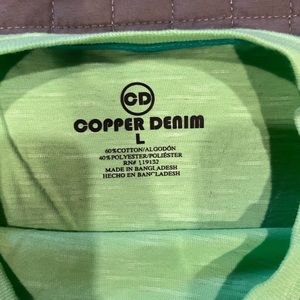 CD
COPPER DENIM
L
60%COTTON/ALGODÓN
40%POLYESTER/POLIÉSTER
RN# 119132
MADE IN BANGLADESH
HECHO EN BANGLADESH